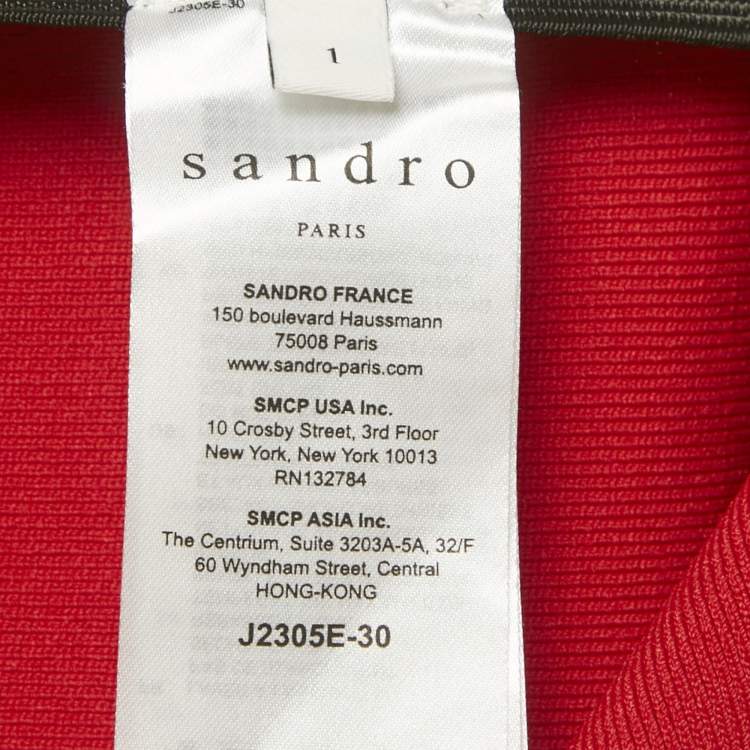 J2305E-30
1
sandro
PARIS
SANDRO FRANCE
150 boulevard Haussmann
75008 Paris
www.sandro-paris.com
SMCP USA Inc.
10 Crosby Street, 3rd Floor
New York, New York 10013
RN132784
SMCP ASIA Inc.
The Centrium, Suite 3203A-5A, 32/F
60 Wyndham Street, Central
HONG-KONG
J2305E-30